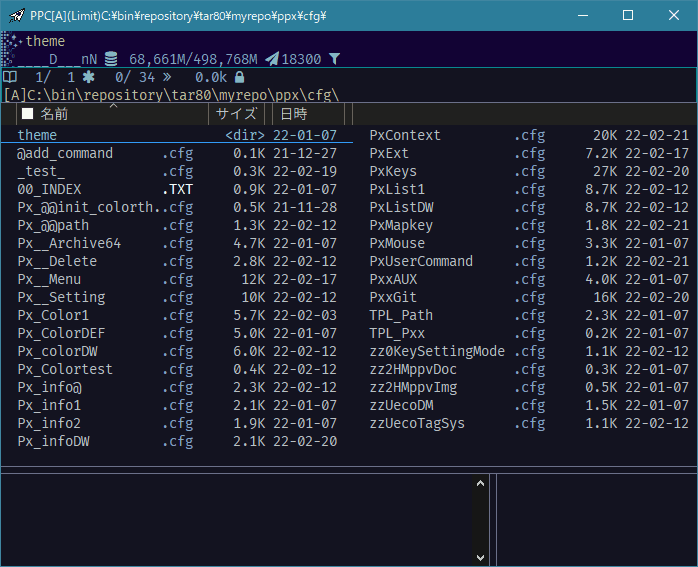 PPC[A](Limit)C:¥bin¥repository¥tar80¥myrepo¥ppx¥cfg¥
theme
.____D___nN 68,661M/498,768M 18300
1/ 1 0/ 34 » 0.0k
[A]C:\bin\repository\tar80\myrepo\ppx\cfg\
名前 サイズ 日時
theme <dir> 22-01-07 PxContext .cfg 20K 22-02-21
@add_command .cfg 0.1K 21-12-27 PxExt .cfg 7.2K 22-02-17
_test_ .cfg 0.3K 22-02-19 PxKeys .cfg 27K 22-02-20
00_INDEX .TXT 0.9K 22-01-07 PxList1 .cfg 8.7K 22-02-12
Px_@@init_colorth..cfg 0.5K 21-11-28 PxListDW .cfg 8.7K 22-02-12
Px_@@path .cfg 1.3K 22-02-12 PxMapkey .cfg 1.8K 22-02-21
Px__Archive64 .cfg 4.7K 22-01-07 PxMouse .cfg 3.3K 22-01-07
Px__Delete .cfg 2.8K 22-02-12 PxUserCommand .cfg 1.2K 22-02-21
Px__Menu .cfg 12K 22-02-17 PxxAUX .cfg 4.0K 22-01-07
Px__Setting .cfg 10K 22-02-12 PxxGit .cfg 16K 22-02-20
Px_Color1 .cfg 5.7K 22-02-03 TPL_Path .cfg 2.3K 22-01-07
Px_ColorDEF .cfg 5.0K 22-01-07 TPL_Pxx .cfg 0.2K 22-01-07
Px_colorDW .cfg 6.0K 22-02-12 zz0KeySettingMode .cfg 1.1K 22-02-12
Px_Colortest .cfg 0.4K 22-02-12 zz2HMppvDoc .cfg 0.3K 22-01-07
Px_info@ .cfg 2.3K 22-02-12 zz2HMppvImg .cfg 0.5K 22-01-07
Px_info1 .cfg 2.1K 22-01-07 zzUecoDM .cfg 1.5K 22-01-07
Px_info2 .cfg 1.9K 22-01-07 zzUecoTagSys .cfg 1.1K 22-02-12
Px_infoDW .cfg 2.1K 22-02-20